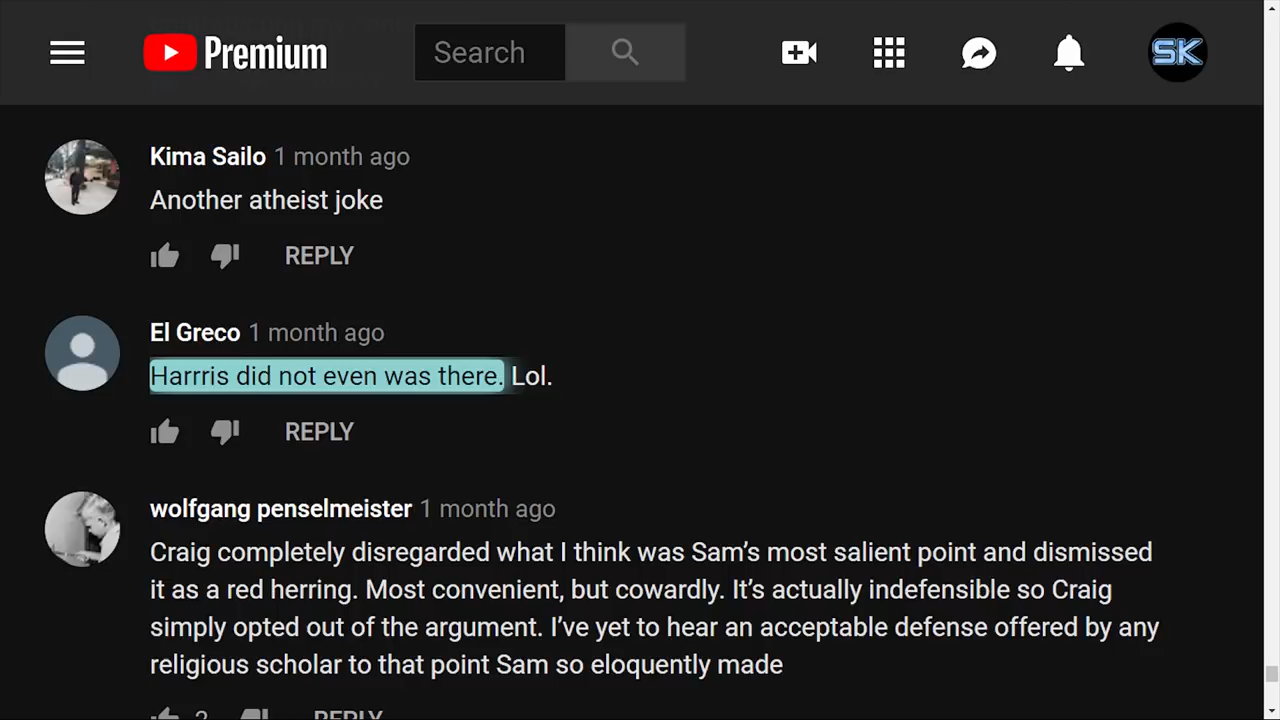 Premium
Search
SK
Kima Sailo 1 month ago
Another atheist joke
REPLY
El Greco 1 month ago
Harrris did not even was there. Lol.
REPLY
wolfgang penselmeister 1 month ago
Craig completely disregarded what I think was Sam’s most salient point and dismissed
it as a red herring. Most convenient, but cowardly. It’s actually indefensible so Craig
simply opted out of the argument. I’ve yet to hear an acceptable defense offered by any
religious scholar to that point Sam so eloquently made
2 REPLY